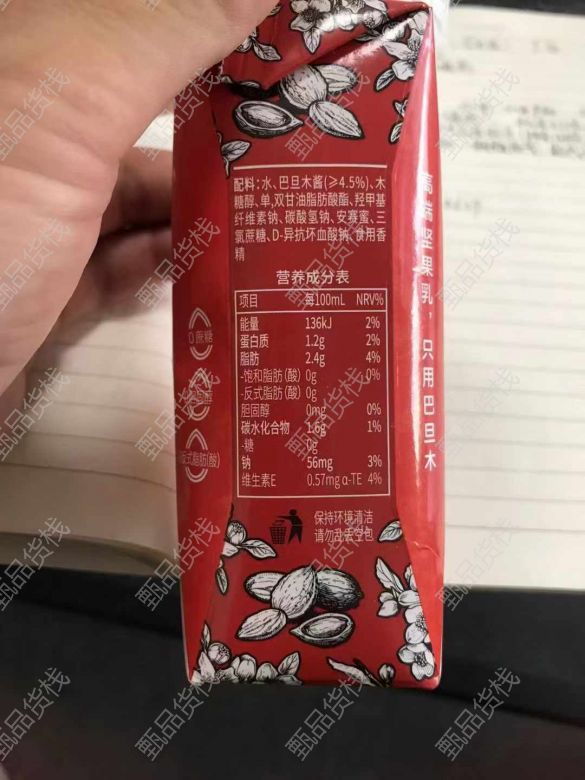 配料：水、巴旦木酱(≥4.5%)、木
糖醇、单,双甘油脂肪酸酯、羟甲基
纤维素钠、碳酸氢钠、安赛蜜、三
氯蔗糖、D-异抗坏血酸钠、食用香
精
营养成分表
项目 每100mL NRV%
能量 136kJ 2%
蛋白质 1.2g 2%
脂肪 2.4g 4%
-饱和脂肪(酸) 0g 0%
-反式脂肪(酸) 0g
胆固醇 0mg 0%
碳水化合物 1.6g 1%
-糖 0g
钠 56mg 3%
维生素E 0.57mg α-TE 4%
保持环境清洁
请勿乱丢空包
高端坚果乳，只用巴旦木
0蔗糖
反式脂肪(酸)
甄品货栈